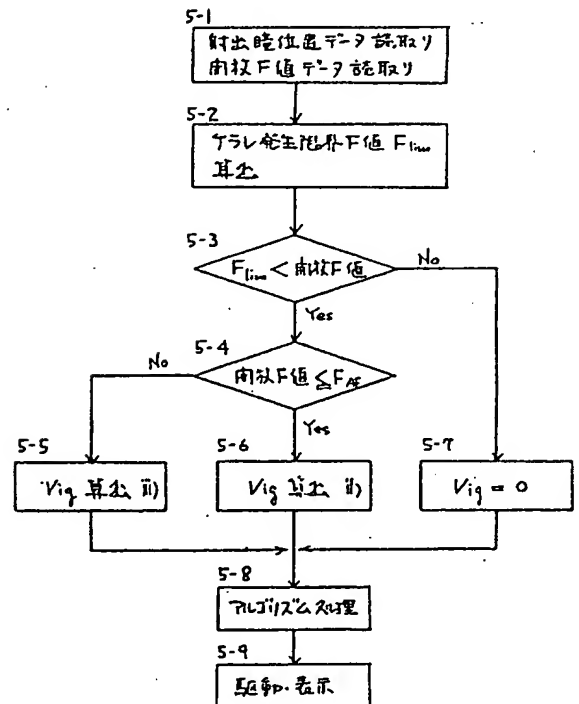 5-1
射出瞳位置データ読取り
開放F値データ読取り
5-2
ケラレ発生限界F値 Flim
算出
5-3
Flim < 開放F値
No
Yes
5-4
開放F値 ≦ FAF
No
Yes
5-5
Vig 算出 iii)
5-6
Vig 算出 ii)
5-7
Vig = 0
5-8
アルゴリズム処理
5-9
駆動・表示